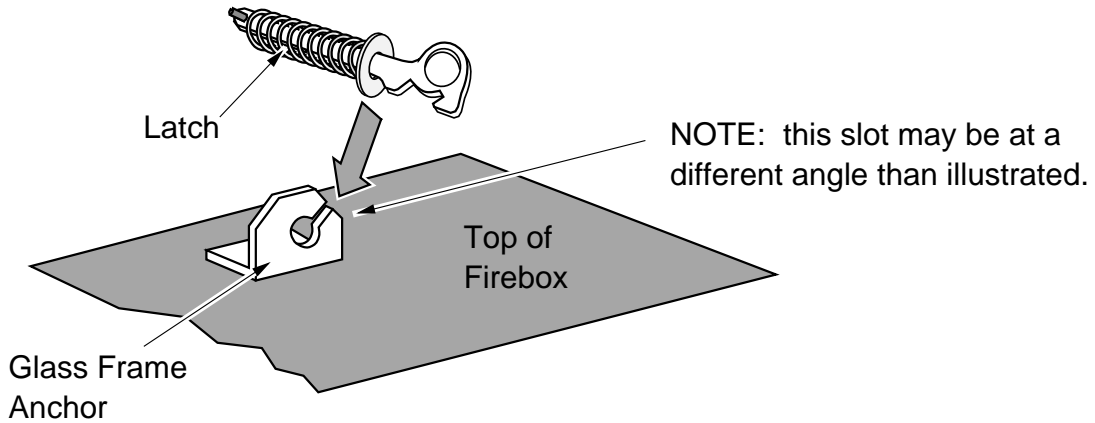 Latch
NOTE:  this slot may be at a
different angle than illustrated.
Top of
Firebox
Glass Frame
Anchor